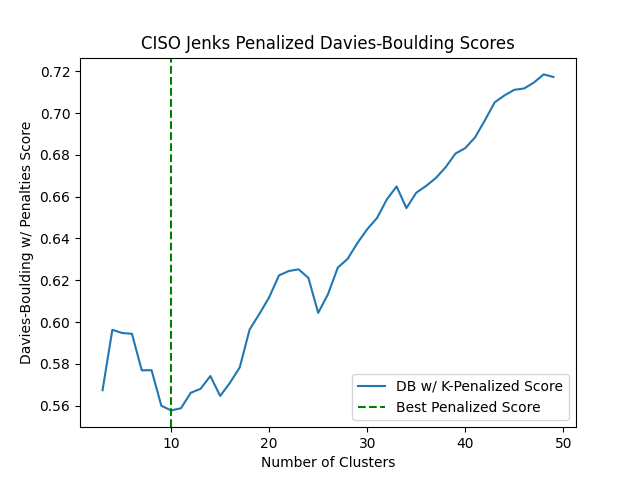 CISO Jenks Penalized Davies-Boulding Scores
Davies-Boulding w/ Penalties Score
0.72
0.70
0.68
0.66
0.64
0.62
0.60
0.58
0.56
DB w/ K-Penalized Score
Best Penalized Score
10
20
30
40
50
Number of Clusters